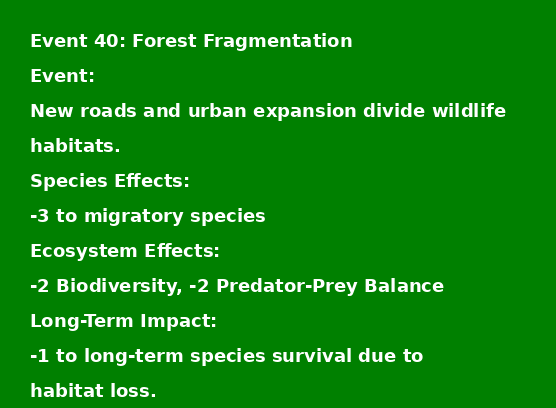 Event 40: Forest Fragmentation
Event:
New roads and urban expansion divide wildlife
habitats.
Species Effects:
-3 to migratory species
Ecosystem Effects:
-2 Biodiversity, -2 Predator-Prey Balance
Long-Term Impact:
-1 to long-term species survival due to
habitat loss.